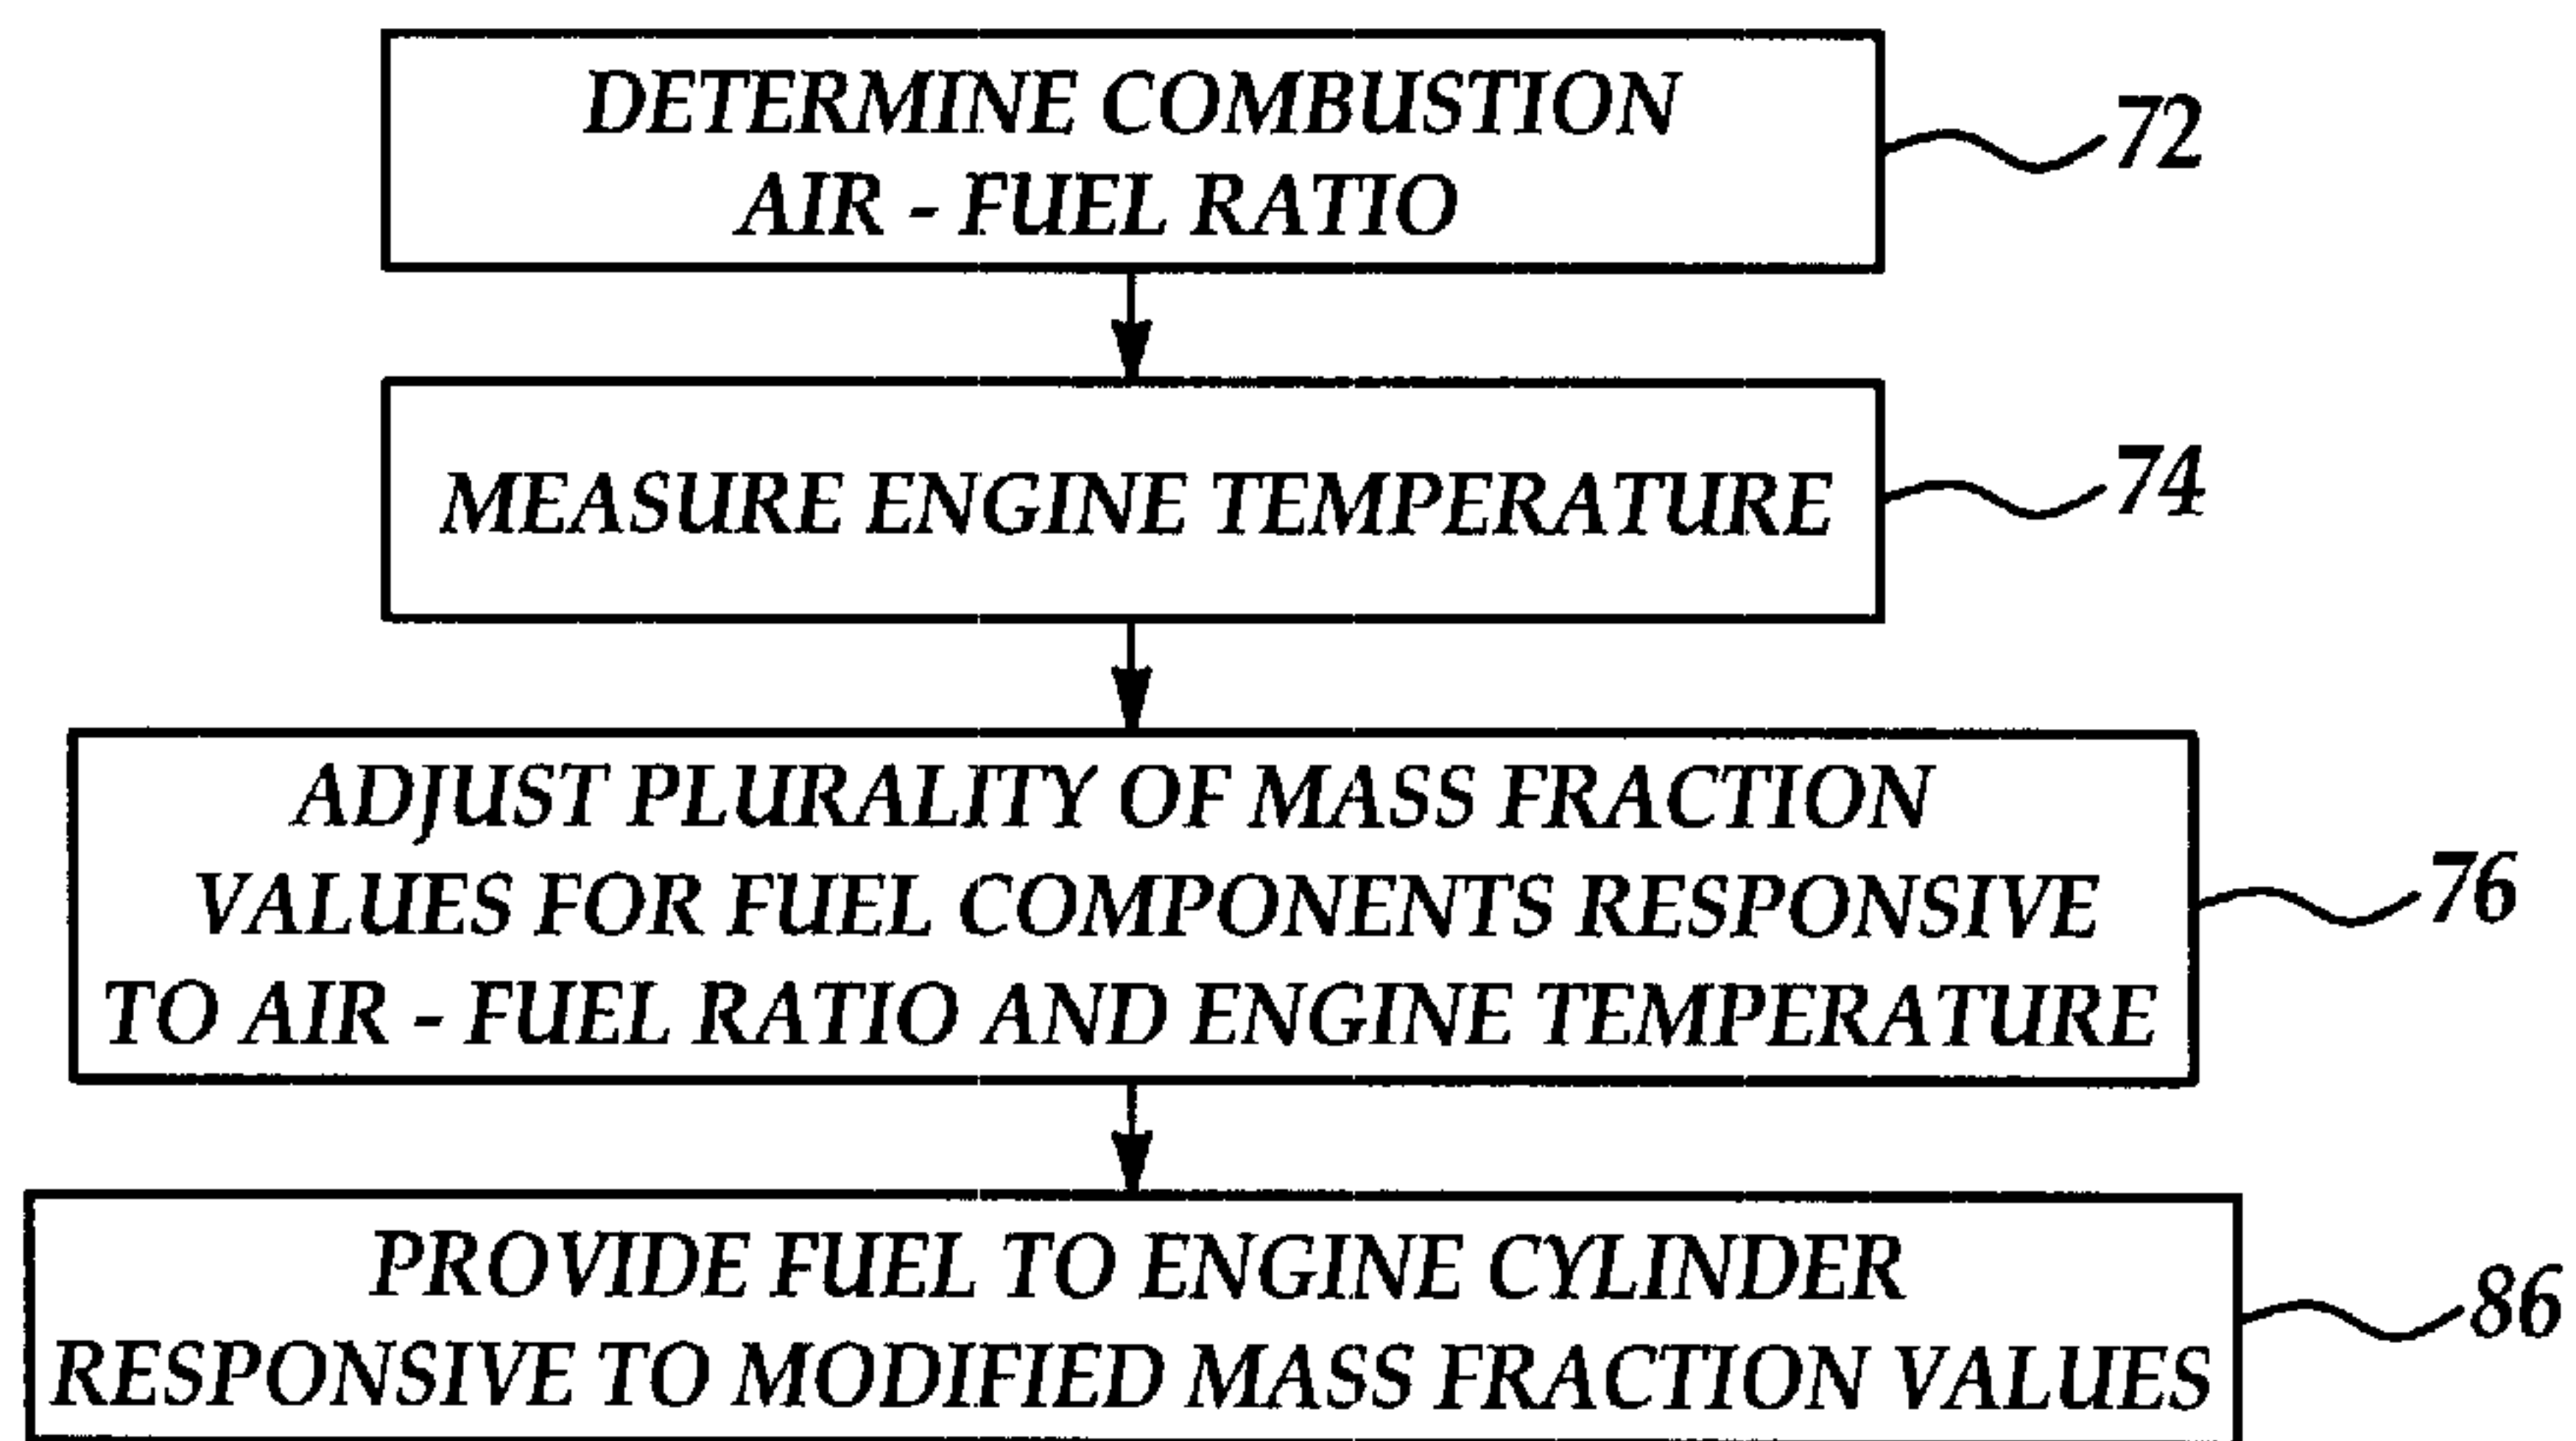 DETERMINE COMBUSTION
AIR - FUEL RATIO
72
MEASURE ENGINE TEMPERATURE
74
ADJUST PLURALITY OF MASS FRACTION
VALUES FOR FUEL COMPONENTS RESPONSIVE
TO AIR - FUEL RATIO AND ENGINE TEMPERATURE
76
PROVIDE FUEL TO ENGINE CYLINDER
RESPONSIVE TO MODIFIED MASS FRACTION VALUES
86